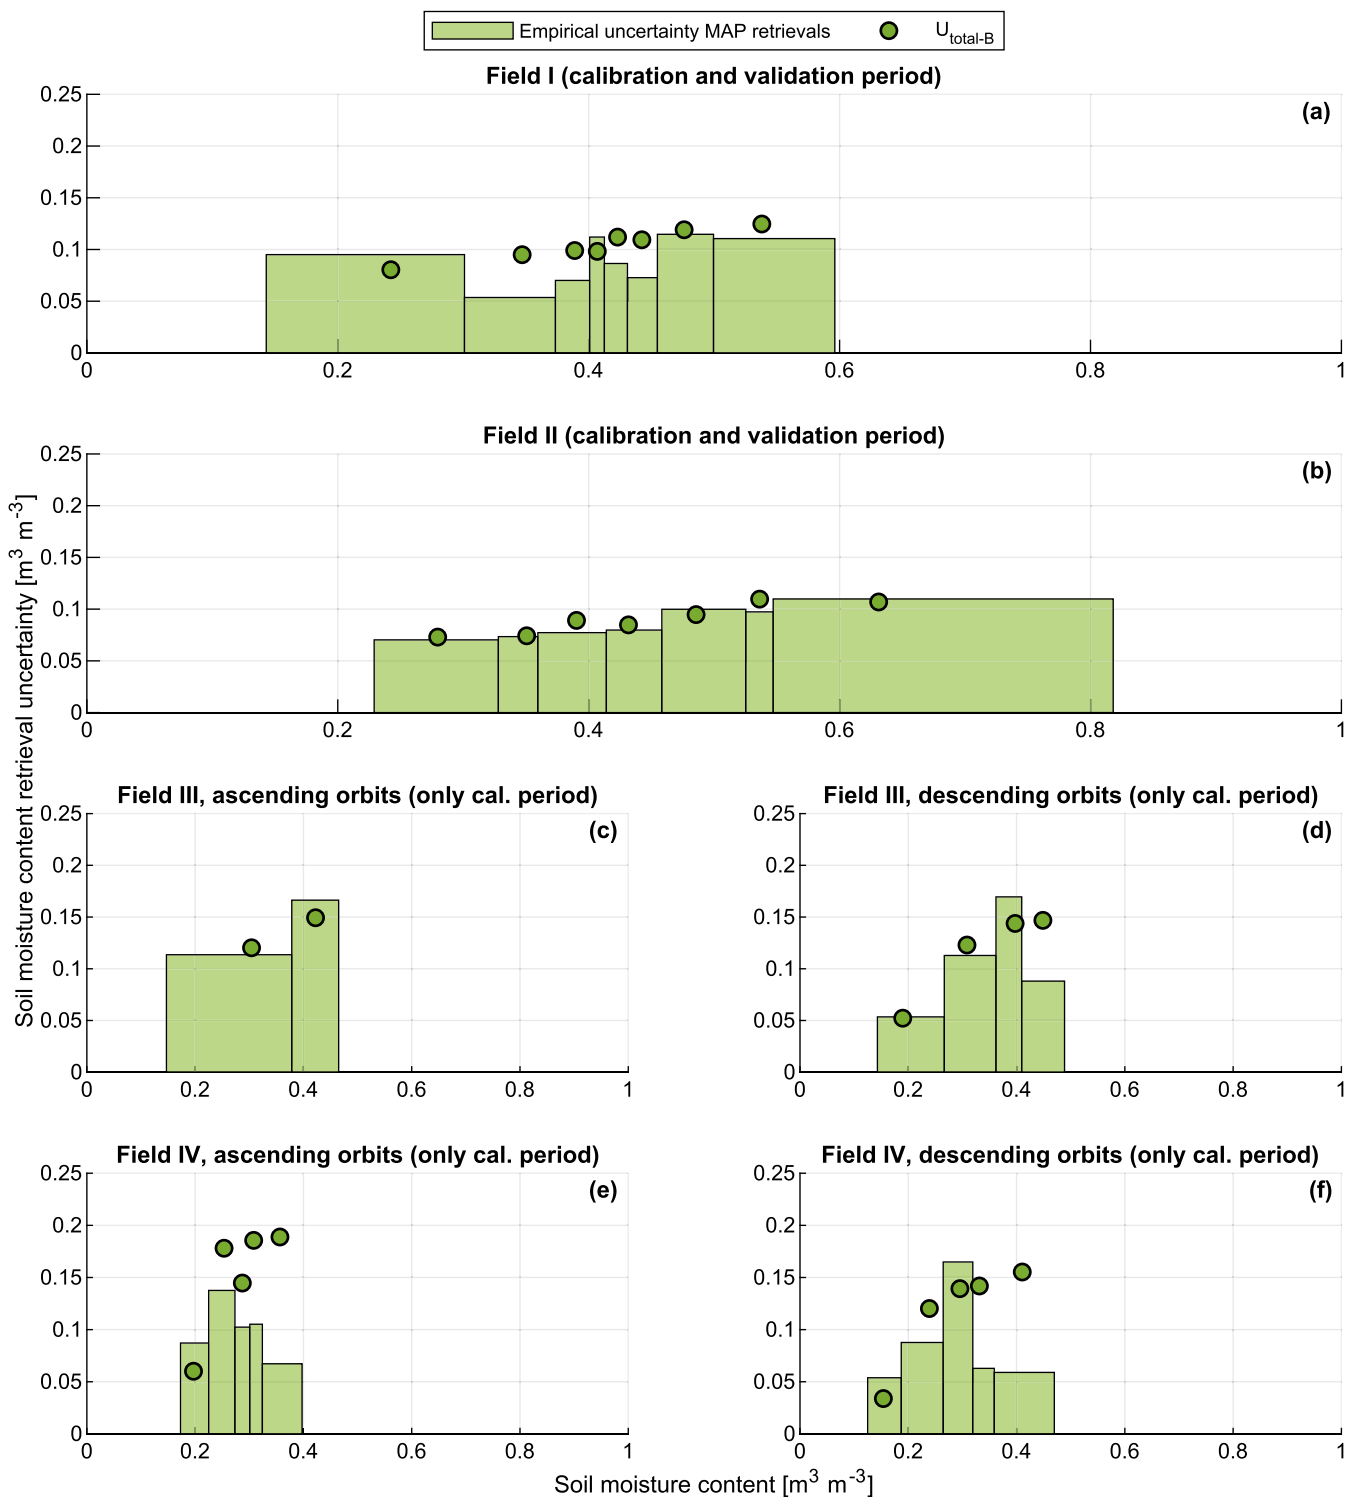 Empirical uncertainty MAP retrievals U_total-B
Field I (calibration and validation period)
(a)
0.25
0.2
0.15
0.1
0.05
0
0 0.2 0.4 0.6 0.8 1
Field II (calibration and validation period)
(b)
0.25
0.2
0.15
0.1
0.05
0
0 0.2 0.4 0.6 0.8 1
Soil moisture content retrieval uncertainty [m³ m⁻³]
Field III, ascending orbits (only cal. period)
(c)
0.25
0.2
0.15
0.1
0.05
0
0 0.2 0.4 0.6 0.8 1
Field III, descending orbits (only cal. period)
(d)
0.25
0.2
0.15
0.1
0.05
0
0 0.2 0.4 0.6 0.8 1
Field IV, ascending orbits (only cal. period)
(e)
0.25
0.2
0.15
0.1
0.05
0
0 0.2 0.4 0.6 0.8 1
Field IV, descending orbits (only cal. period)
(f)
0.25
0.2
0.15
0.1
0.05
0
0 0.2 0.4 0.6 0.8 1
Soil moisture content [m³ m⁻³]